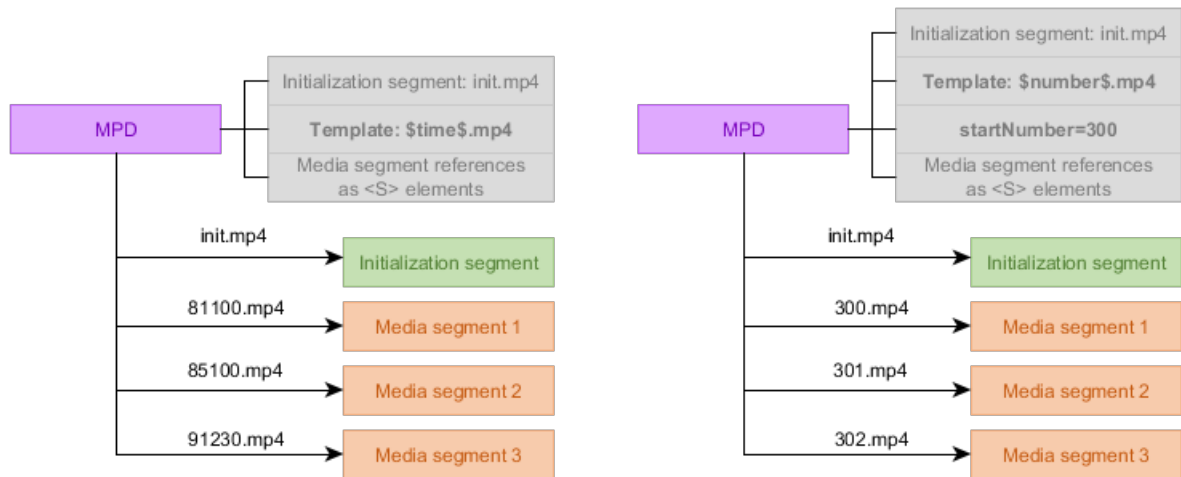 Initialization segment: init.mp4
MPD
Template: $time$.mp4
Media segment references
as <S> elements
init.mp4
Initialization segment
81100.mp4
Media segment 1
85100.mp4
Media segment 2
91230.mp4
Media segment 3
Initialization segment: init.mp4
Template: $number$.mp4
MPD
startNumber=300
Media segment references
as <S> elements
init.mp4
Initialization segment
300.mp4
Media segment 1
301.mp4
Media segment 2
302.mp4
Media segment 3